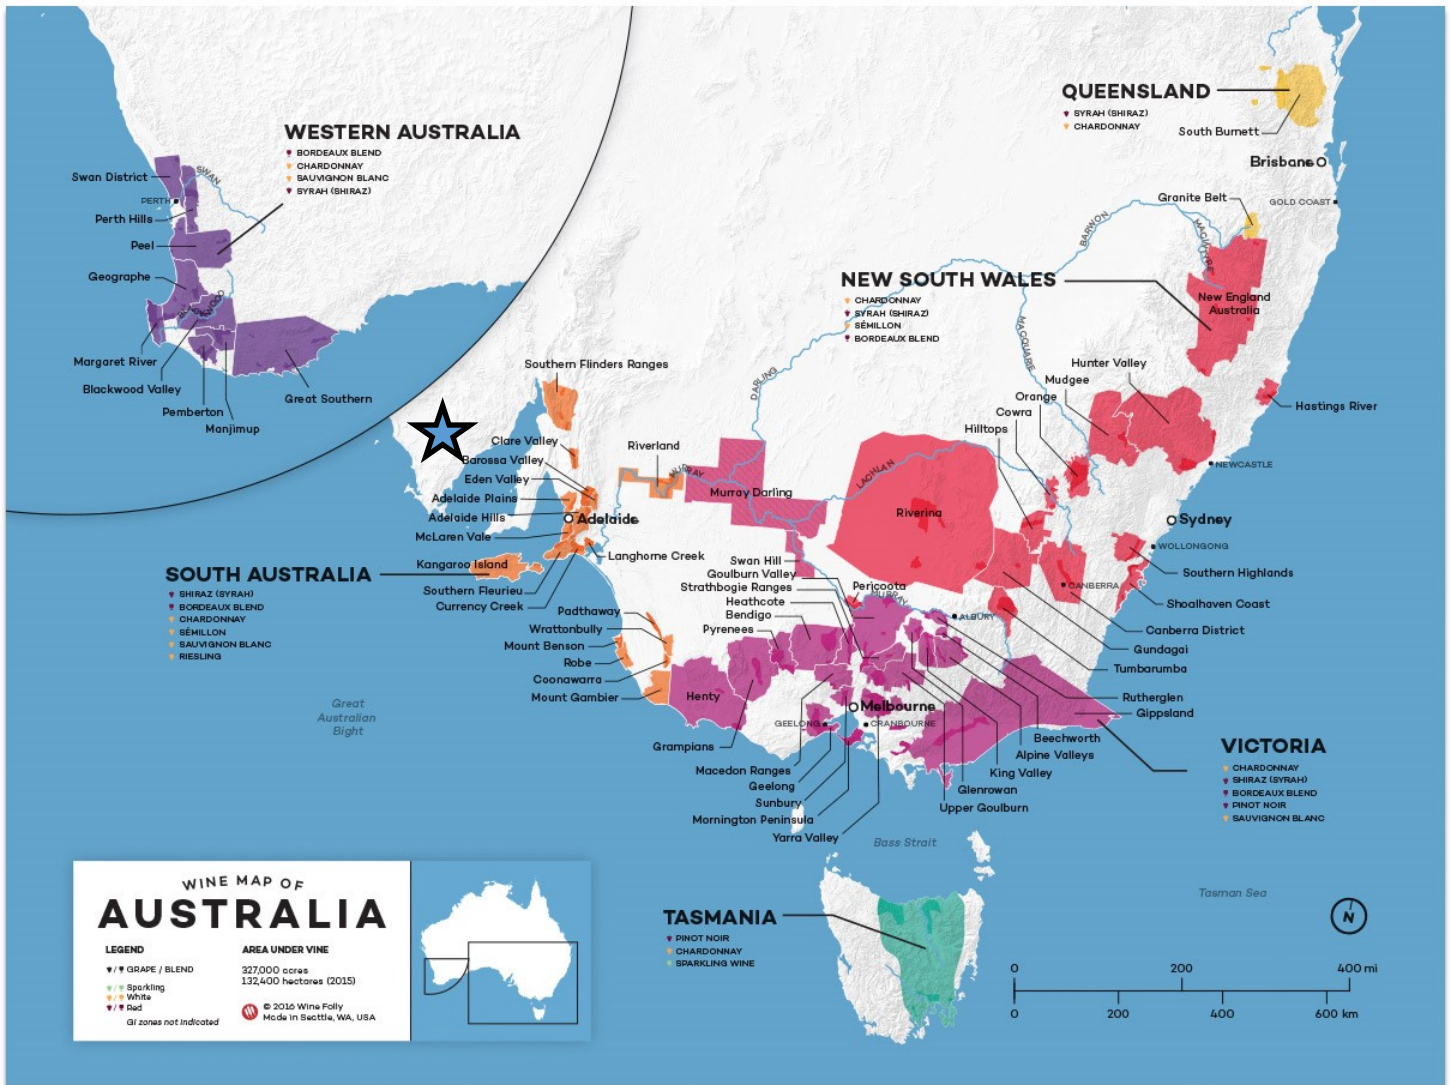 WESTERN AUSTRALIA
BORDEAUX BLEND
CHARDONNAY
SAUVIGNON BLANC
SYRAH (SHIRAZ)
Swan District
SWAN
PERTH
Perth Hills
Peel
Geographe
Margaret River
Blackwood Valley
Pemberton
Manjimup
Great Southern
QUEENSLAND
SYRAH (SHIRAZ)
CHARDONNAY
South Burnett
Brisbane
Granite Belt
GOLD COAST
BARWON
MACINTYRE
NEW SOUTH WALES
CHARDONNAY
SYRAH (SHIRAZ)
SÉMILLON
BORDEAUX BLEND
New England
Australia
MACQUARIE
DARLING
Hunter Valley
Mudgee
Orange
Cowra
Hilltops
Hastings River
NEWCASTLE
LACHLAN
Riverina
Sydney
WOLLONGONG
Southern Highlands
Shoalhaven Coast
CANBERRA
Canberra District
Gundagai
Tumbarumba
Southern Flinders Ranges
Clare Valley
Barossa Valley
Eden Valley
Adelaide Plains
Adelaide Hills
Adelaide
McLaren Vale
Langhorne Creek
Kangaroo Island
Southern Fleurieu
Currency Creek
Riverland
MURRAY
Murray Darling
SOUTH AUSTRALIA
SHIRAZ (SYRAH)
BORDEAUX BLEND
CHARDONNAY
SÉMILLON
SAUVIGNON BLANC
RIESLING
Padthaway
Wrattonbully
Mount Benson
Robe
Coonawarra
Mount Gambier
Swan Hill
Goulburn Valley
Strathbogie Ranges
Heathcote
Bendigo
Pyrenees
Pericoota
MURRAY
ALBURY
Henty
Grampians
Melbourne
GEELONG
CRANBOURNE
Macedon Ranges
Geelong
Sunbury
Mornington Peninsula
Yarra Valley
Rutherglen
Gippsland
Beechworth
Alpine Valleys
King Valley
Glenrowan
Upper Goulburn
VICTORIA
CHARDONNAY
SHIRAZ (SYRAH)
BORDEAUX BLEND
PINOT NOIR
SAUVIGNON BLANC
Great
Australian
Bight
Bass Strait
Tasman Sea
TASMANIA
PINOT NOIR
CHARDONNAY
SPARKLING WINE
WINE MAP OF
AUSTRALIA
LEGEND
GRAPE / BLEND
Sparkling
White
Red
GI zones not indicated
AREA UNDER VINE
327,000 acres
132,400 hectares (2015)
© 2016 Wine Folly
Made in Seattle, WA, USA
N
0 200 400 mi
0 200 400 600 km